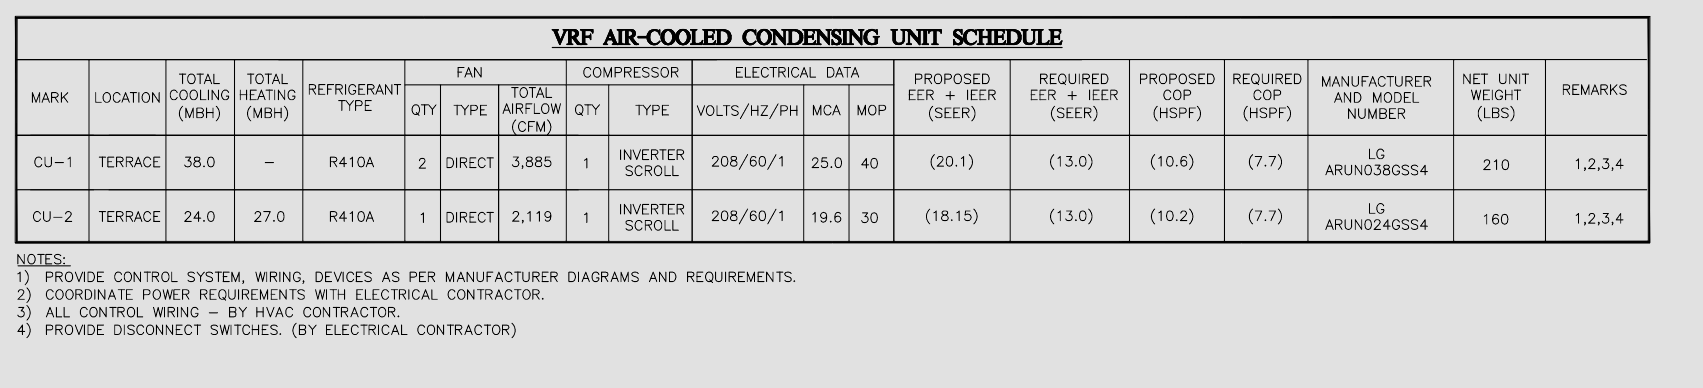 VRF AIR-COOLED CONDENSING UNIT SCHEDULE
MARK LOCATION TOTAL COOLING (MBH) TOTAL HEATING (MBH) REFRIGERANT TYPE FAN QTY TYPE TOTAL AIRFLOW (CFM) COMPRESSOR QTY TYPE ELECTRICAL DATA VOLTS/HZ/PH MCA MOP PROPOSED EER + IEER (SEER) REQUIRED EER + IEER (SEER) PROPOSED COP (HSPF) REQUIRED COP (HSPF) MANUFACTURER AND MODEL NUMBER NET UNIT WEIGHT (LBS) REMARKS
CU-1 TERRACE 38.0 - R410A 2 DIRECT 3,885 1 INVERTER SCROLL 208/60/1 25.0 40 (20.1) (13.0) (10.6) (7.7) LG ARUN038GSS4 210 1,2,3,4
CU-2 TERRACE 24.0 27.0 R410A 1 DIRECT 2,119 1 INVERTER SCROLL 208/60/1 19.6 30 (18.15) (13.0) (10.2) (7.7) LG ARUN024GSS4 160 1,2,3,4
NOTES:
1) PROVIDE CONTROL SYSTEM, WIRING, DEVICES AS PER MANUFACTURER DIAGRAMS AND REQUIREMENTS.
2) COORDINATE POWER REQUIREMENTS WITH ELECTRICAL CONTRACTOR.
3) ALL CONTROL WIRING - BY HVAC CONTRACTOR.
4) PROVIDE DISCONNECT SWITCHES. (BY ELECTRICAL CONTRACTOR)